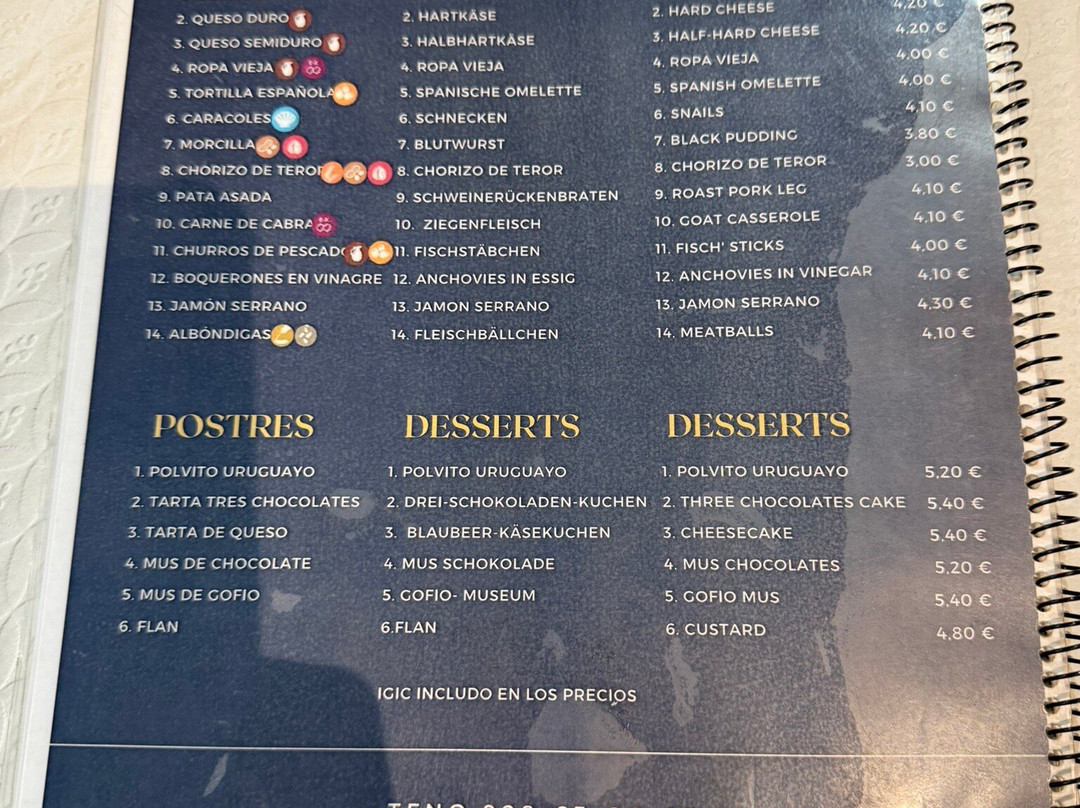 2. QUESO DURO 2. HARTKÄSE 2. HARD CHEESE 4,20 €
3. QUESO SEMIDURO 3. HALBHARTKÄSE 3. HALF-HARD CHEESE 4,20 €
4. ROPA VIEJA 4. ROPA VIEJA 4. ROPA VIEJA 4,00 €
5. TORTILLA ESPAÑOLA 5. SPANISCHE OMELETTE 5. SPANISH OMELETTE 4,00 €
6. CARACOLES 6. SCHNECKEN 6. SNAILS 4,10 €
7. MORCILLA 7. BLUTWURST 7. BLACK PUDDING 3,80 €
8. CHORIZO DE TEROR 8. CHORIZO DE TEROR 8. CHORIZO DE TEROR 3,00 €
9. PATA ASADA 9. SCHWEINERÜCKENBRATEN 9. ROAST PORK LEG 4,10 €
10. CARNE DE CABRA 10. ZIEGENFLEISCH 10. GOAT CASSEROLE 4,10 €
11. CHURROS DE PESCADO 11. FISCHSTÄBCHEN 11. FISCH' STICKS 4,00 €
12. BOQUERONES EN VINAGRE 12. ANCHOVIES IN ESSIG 12. ANCHOVIES IN VINEGAR 4,10 €
13. JAMÓN SERRANO 13. JAMON SERRANO 13. JAMON SERRANO 4,30 €
14. ALBÓNDIGAS 14. FLEISCHBÄLLCHEN 14. MEATBALLS 4,10 €
POSTRES DESSERTS DESSERTS
1. POLVITO URUGUAYO 1. POLVITO URUGUAYO 1. POLVITO URUGUAYO 5,20 €
2. TARTA TRES CHOCOLATES 2. DREI-SCHOKOLADEN-KUCHEN 2. THREE CHOCOLATES CAKE 5,40 €
3. TARTA DE QUESO 3. BLAUBEER-KÄSEKUCHEN 3. CHEESECAKE 5,40 €
4. MUS DE CHOCOLATE 4. MUS SCHOKOLADE 4. MUS CHOCOLATES 5,20 €
5. MUS DE GOFIO 5. GOFIO- MUSEUM 5. GOFIO MUS 5,40 €
6. FLAN 6.FLAN 6. CUSTARD 4,80 €
IGIC INCLUDO EN LOS PRECIOS